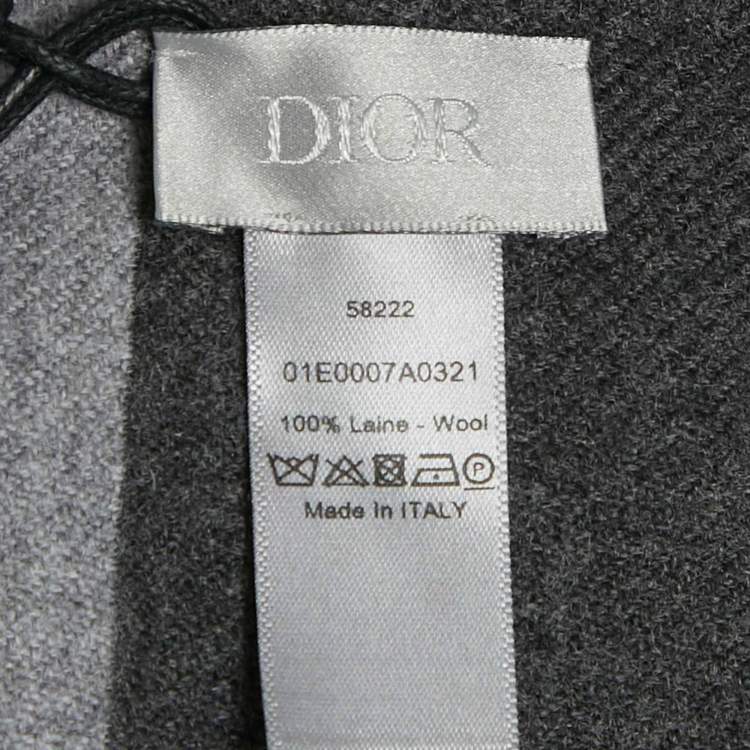 DIOR
58222
01E0007A0321
100% Laine - Wool
P
Made In ITALY